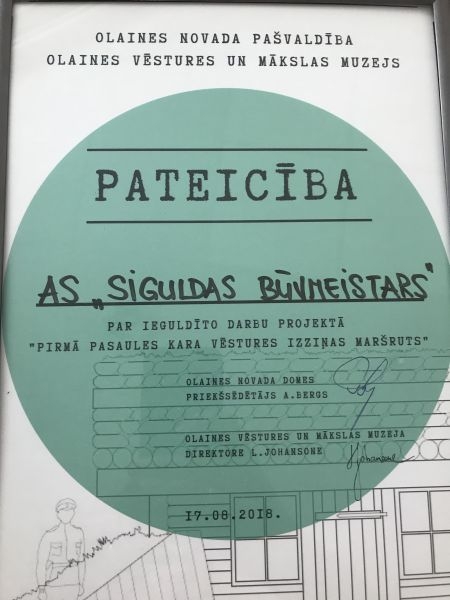 OLAINES NOVADA PAŠVALDĪBA
OLAINES VĒSTURES UN MĀKSLAS MUZEJS
PATEICĪBA
AS „SIGULDAS BŪVMEISTARS"
PAR IEGULDĪTO DARBU PROJEKTĀ
"PIRMĀ PASAULES KARA VĒSTURES IZZIŅAS MARŠRUTS"
OLAINES NOVADA DOMES
PRIEKŠSĒDĒTĀJS A.BERGS
OLAINES VĒSTURES UN MĀKSLAS MUZEJA
DIREKTORE L.JOHANSONE
Johansone
17.08.2018.